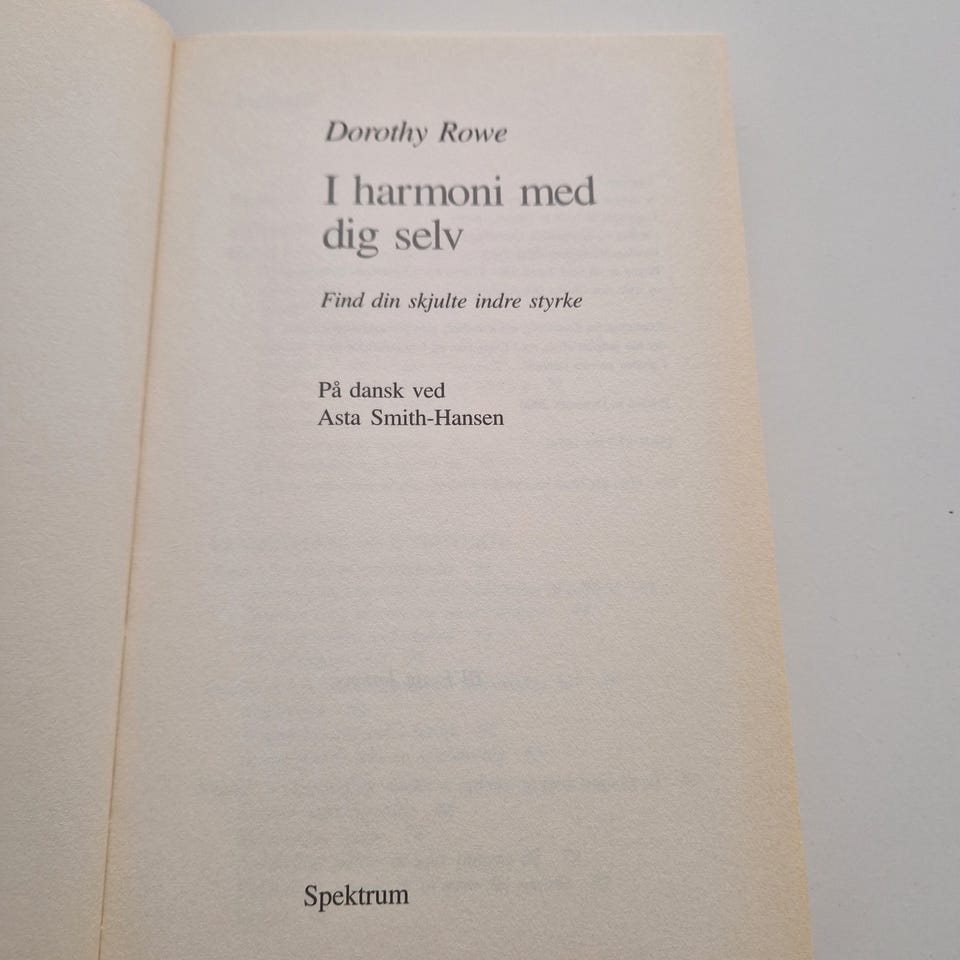 Dorothy Rowe
I harmoni med
dig selv
Find din skjulte indre styrke
På dansk ved
Asta Smith-Hansen
Spektrum